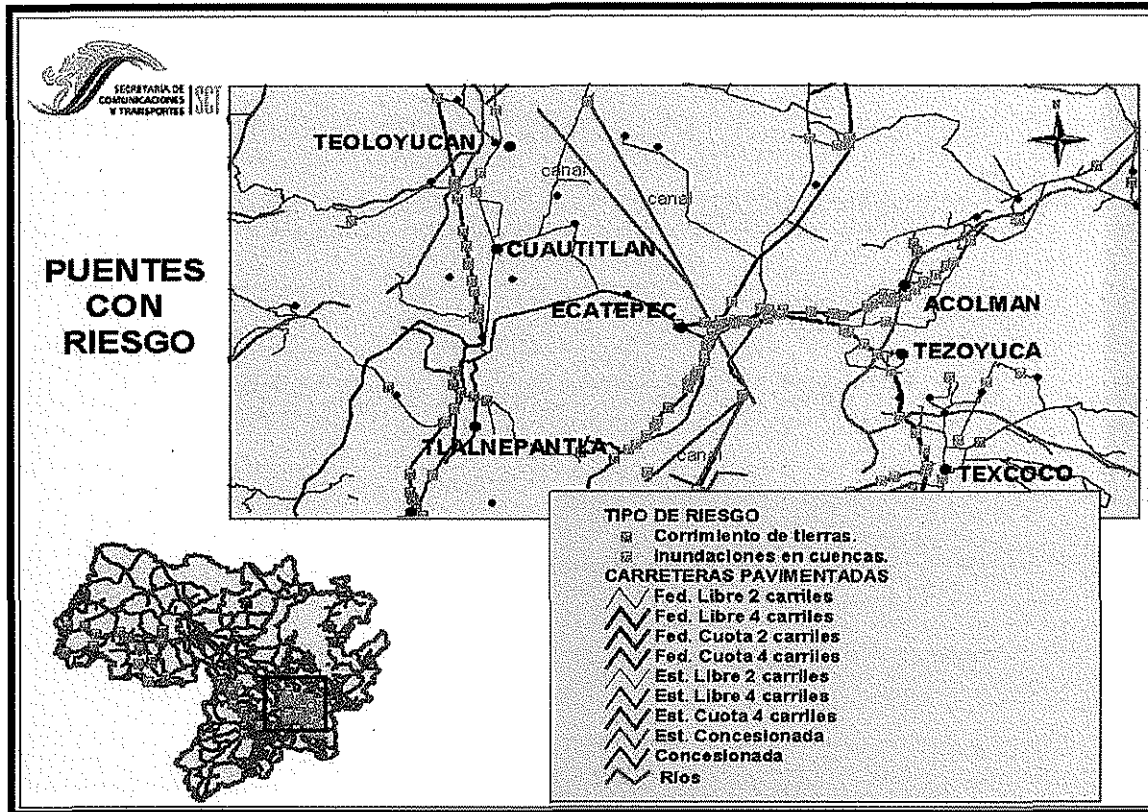 SECRETARÍA DE
COMUNICACIONES
Y TRANSPORTES
SCT
PUENTES
CON
RIESGO
N
TEOLOYUCAN
canal
canal
CUAUTITLAN
ECATEPEC
ACOLMAN
TEZOYUCA
TLALNEPANTLA
canal
TEXCOCO
TIPO DE RIESGO
Corrimiento de tierras.
Inundaciones en cuencas.
CARRETERAS PAVIMENTADAS
Fed. Libre 2 carriles
Fed. Libre 4 carriles
Fed. Cuota 2 carriles
Fed. Cuota 4 carriles
Est. Libre 2 carriles
Est. Libre 4 carriles
Est. Cuota 4 carriles
Est. Concesionada
Concesionada
Rios